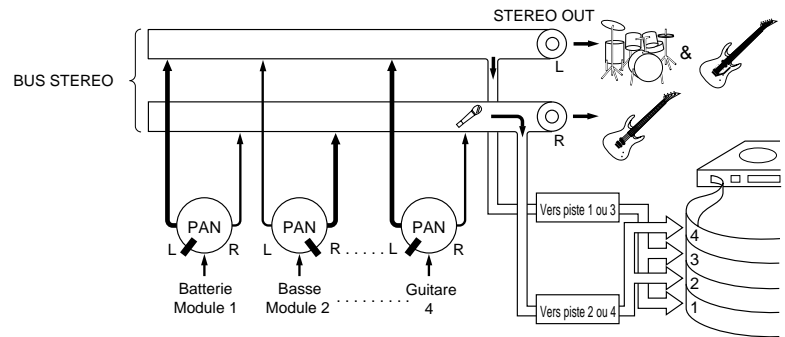 STEREO OUT
&
L
BUS STEREO
R
PAN
L R
PAN
L R
. . . . .
PAN
L R
Batterie
Module 1
Basse
Module 2
. . . . . . . . .
Guitare
4
Vers piste 1 ou 3
Vers piste 2 ou 4
4
3
2
1